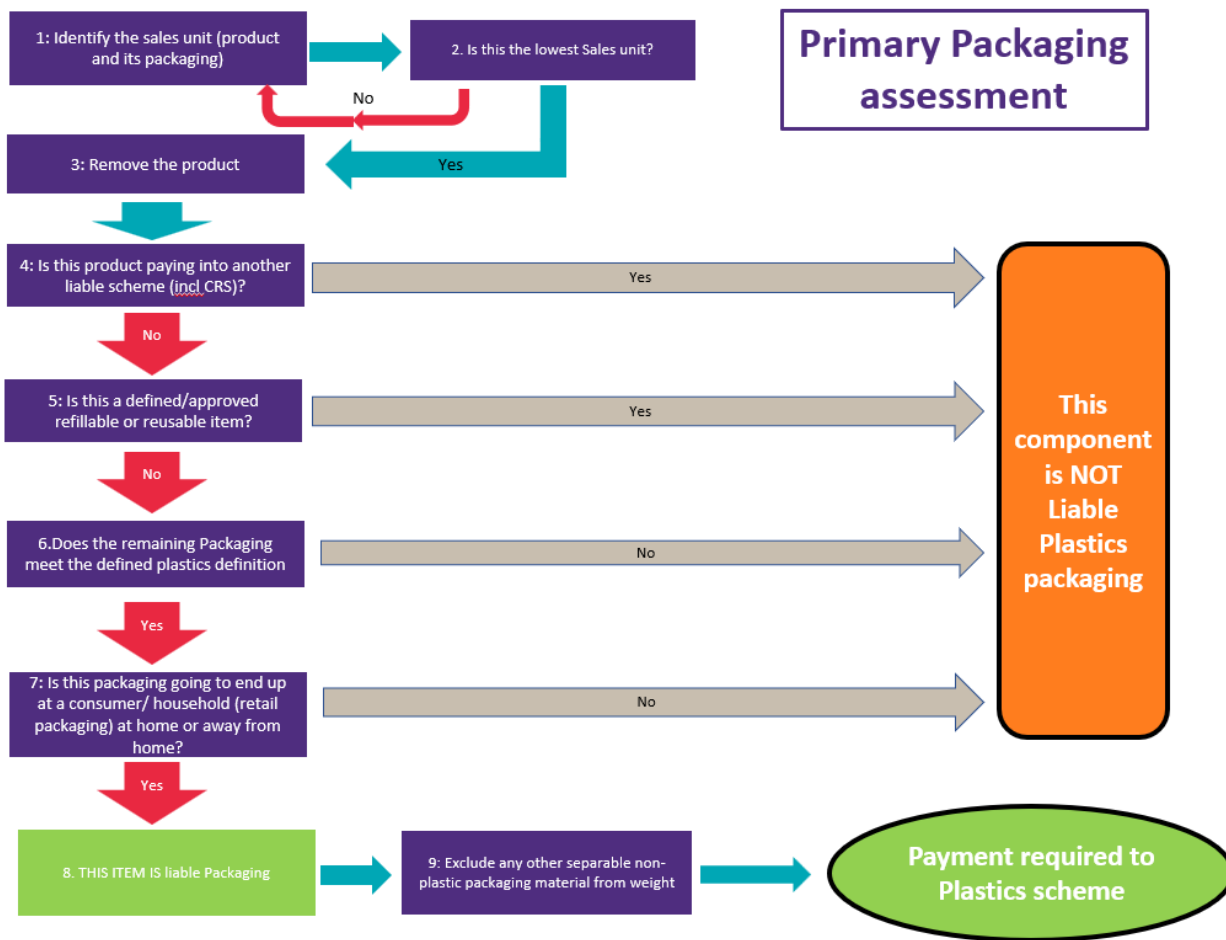 1: Identify the sales unit (product
and its packaging)
2. Is this the lowest Sales unit?
Primary Packaging
assessment
No
Yes
3: Remove the product
4: Is this product paying into another
liable scheme (incl CRS)?
Yes
No
5: Is this a defined/approved
refillable or reusable item?
Yes
No
6.Does the remaining Packaging
meet the defined plastics definition
No
Yes
7: Is this packaging going to end up
at a consumer/ household (retail
packaging) at home or away from
home?
No
Yes
This
component
is NOT
Liable
Plastics
packaging
8. THIS ITEM IS liable Packaging
9: Exclude any other separable non-
plastic packaging material from weight
Payment required to
Plastics scheme